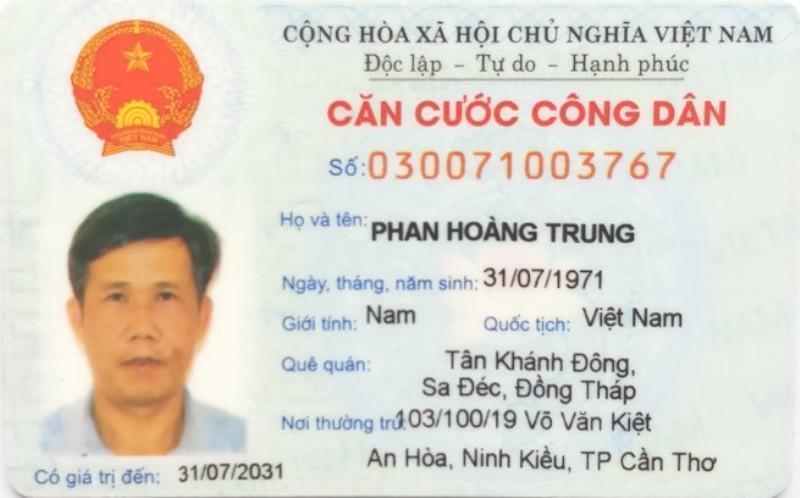 CỘNG HÒA XÃ HỘI CHỦ NGHĨA VIỆT NAM
Độc lập - Tự do - Hạnh phúc
CĂN CƯỚC CÔNG DÂN
Số: 030071003767
Họ và tên: PHAN HOÀNG TRUNG
Ngày, tháng, năm sinh: 31/07/1971
Giới tính: Nam Quốc tịch: Việt Nam
Quê quán: Tân Khánh Đông,
Sa Đéc, Đồng Tháp
Nơi thường trú: 103/100/19 Võ Văn Kiệt
An Hòa, Ninh Kiều, TP Cần Thơ
Có giá trị đến: 31/07/2031